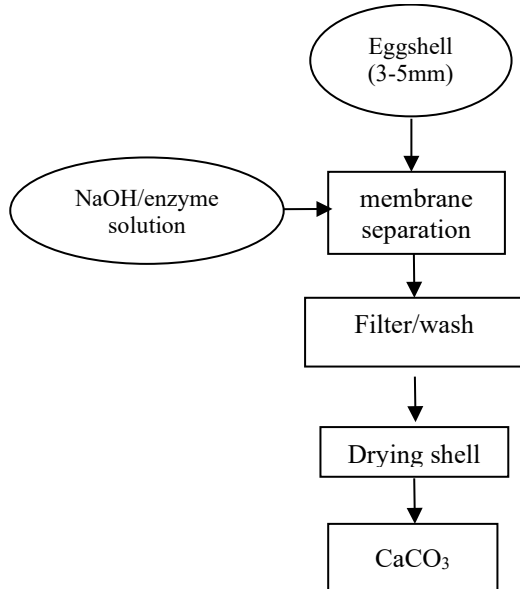 Eggshell
(3-5mm)
NaOH/enzyme
solution
membrane
separation
Filter/wash
Drying shell
CaCO₃